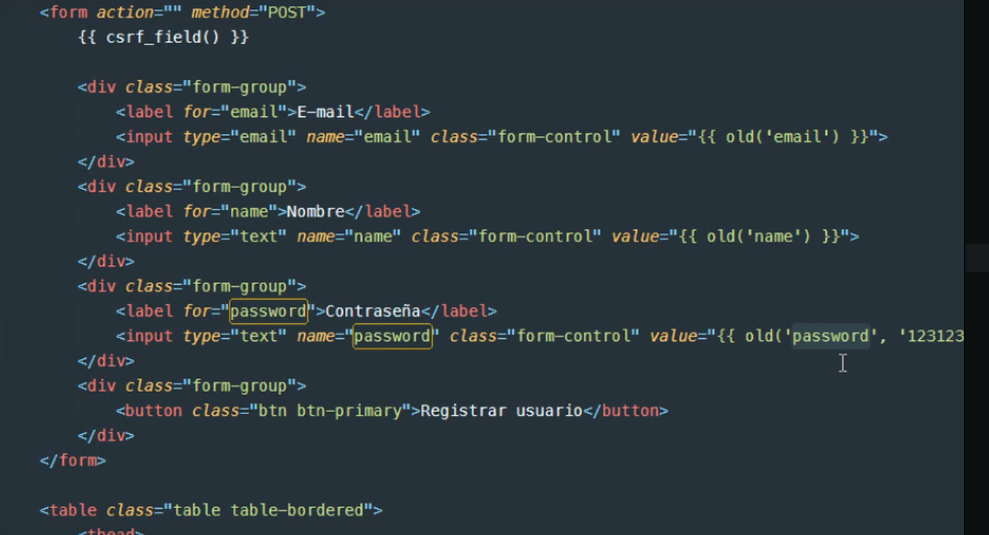 <form action="" method="POST">
{{ csrf_field() }}
<div class="form-group">
<label for="email">E-mail</label>
<input type="email" name="email" class="form-control" value="{{ old('email') }}">
</div>
<div class="form-group">
<label for="name">Nombre</label>
<input type="text" name="name" class="form-control" value="{{ old('name') }}">
</div>
<div class="form-group">
<label for="password">Contraseña</label>
<input type="text" name="password" class="form-control" value="{{ old('password', '123123
</div>
<div class="form-group">
<button class="btn btn-primary">Registrar usuario</button>
</div>
</form>
<table class="table table-bordered">
<thead>